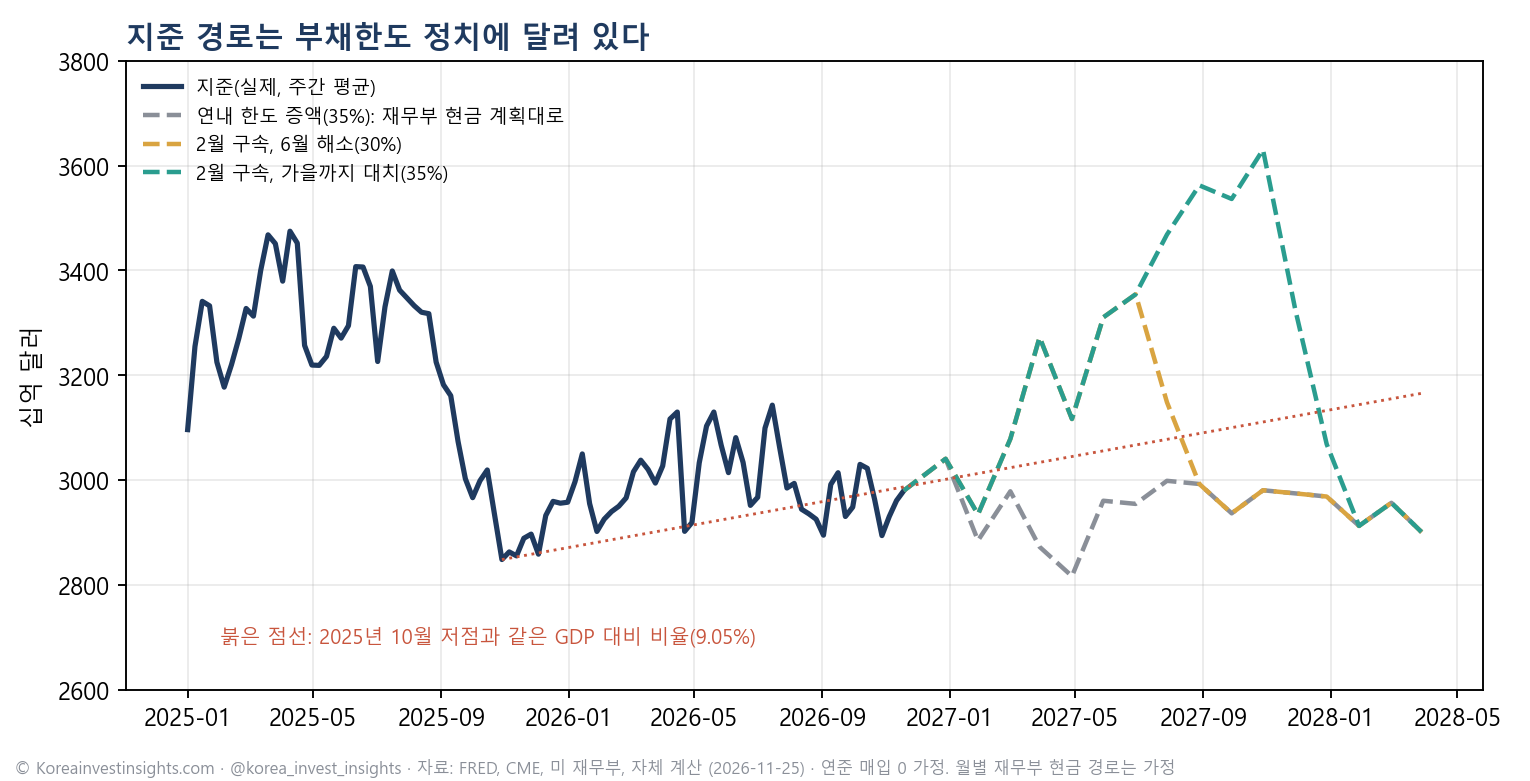 지준 경로는 부채한도 정치에 달려 있다
3800
3600
3400
3200
3000
2800
2600
십억 달러
지준(실제, 주간 평균)
연내 한도 증액(35%): 재무부 현금 계획대로
2월 구속, 6월 해소(30%)
2월 구속, 가을까지 대치(35%)
붉은 점선: 2025년 10월 저점과 같은 GDP 대비 비율(9.05%)
2025-01 2025-05 2025-09 2026-01 2026-05 2026-09 2027-01 2027-05 2027-09 2028-01 2028-05
© Koreainvestinsights.com · @korea_invest_insights · 자료: FRED, CME, 미 재무부, 자체 계산 (2026-11-25) · 연준 매입 0 가정. 월별 재무부 현금 경로는 가정